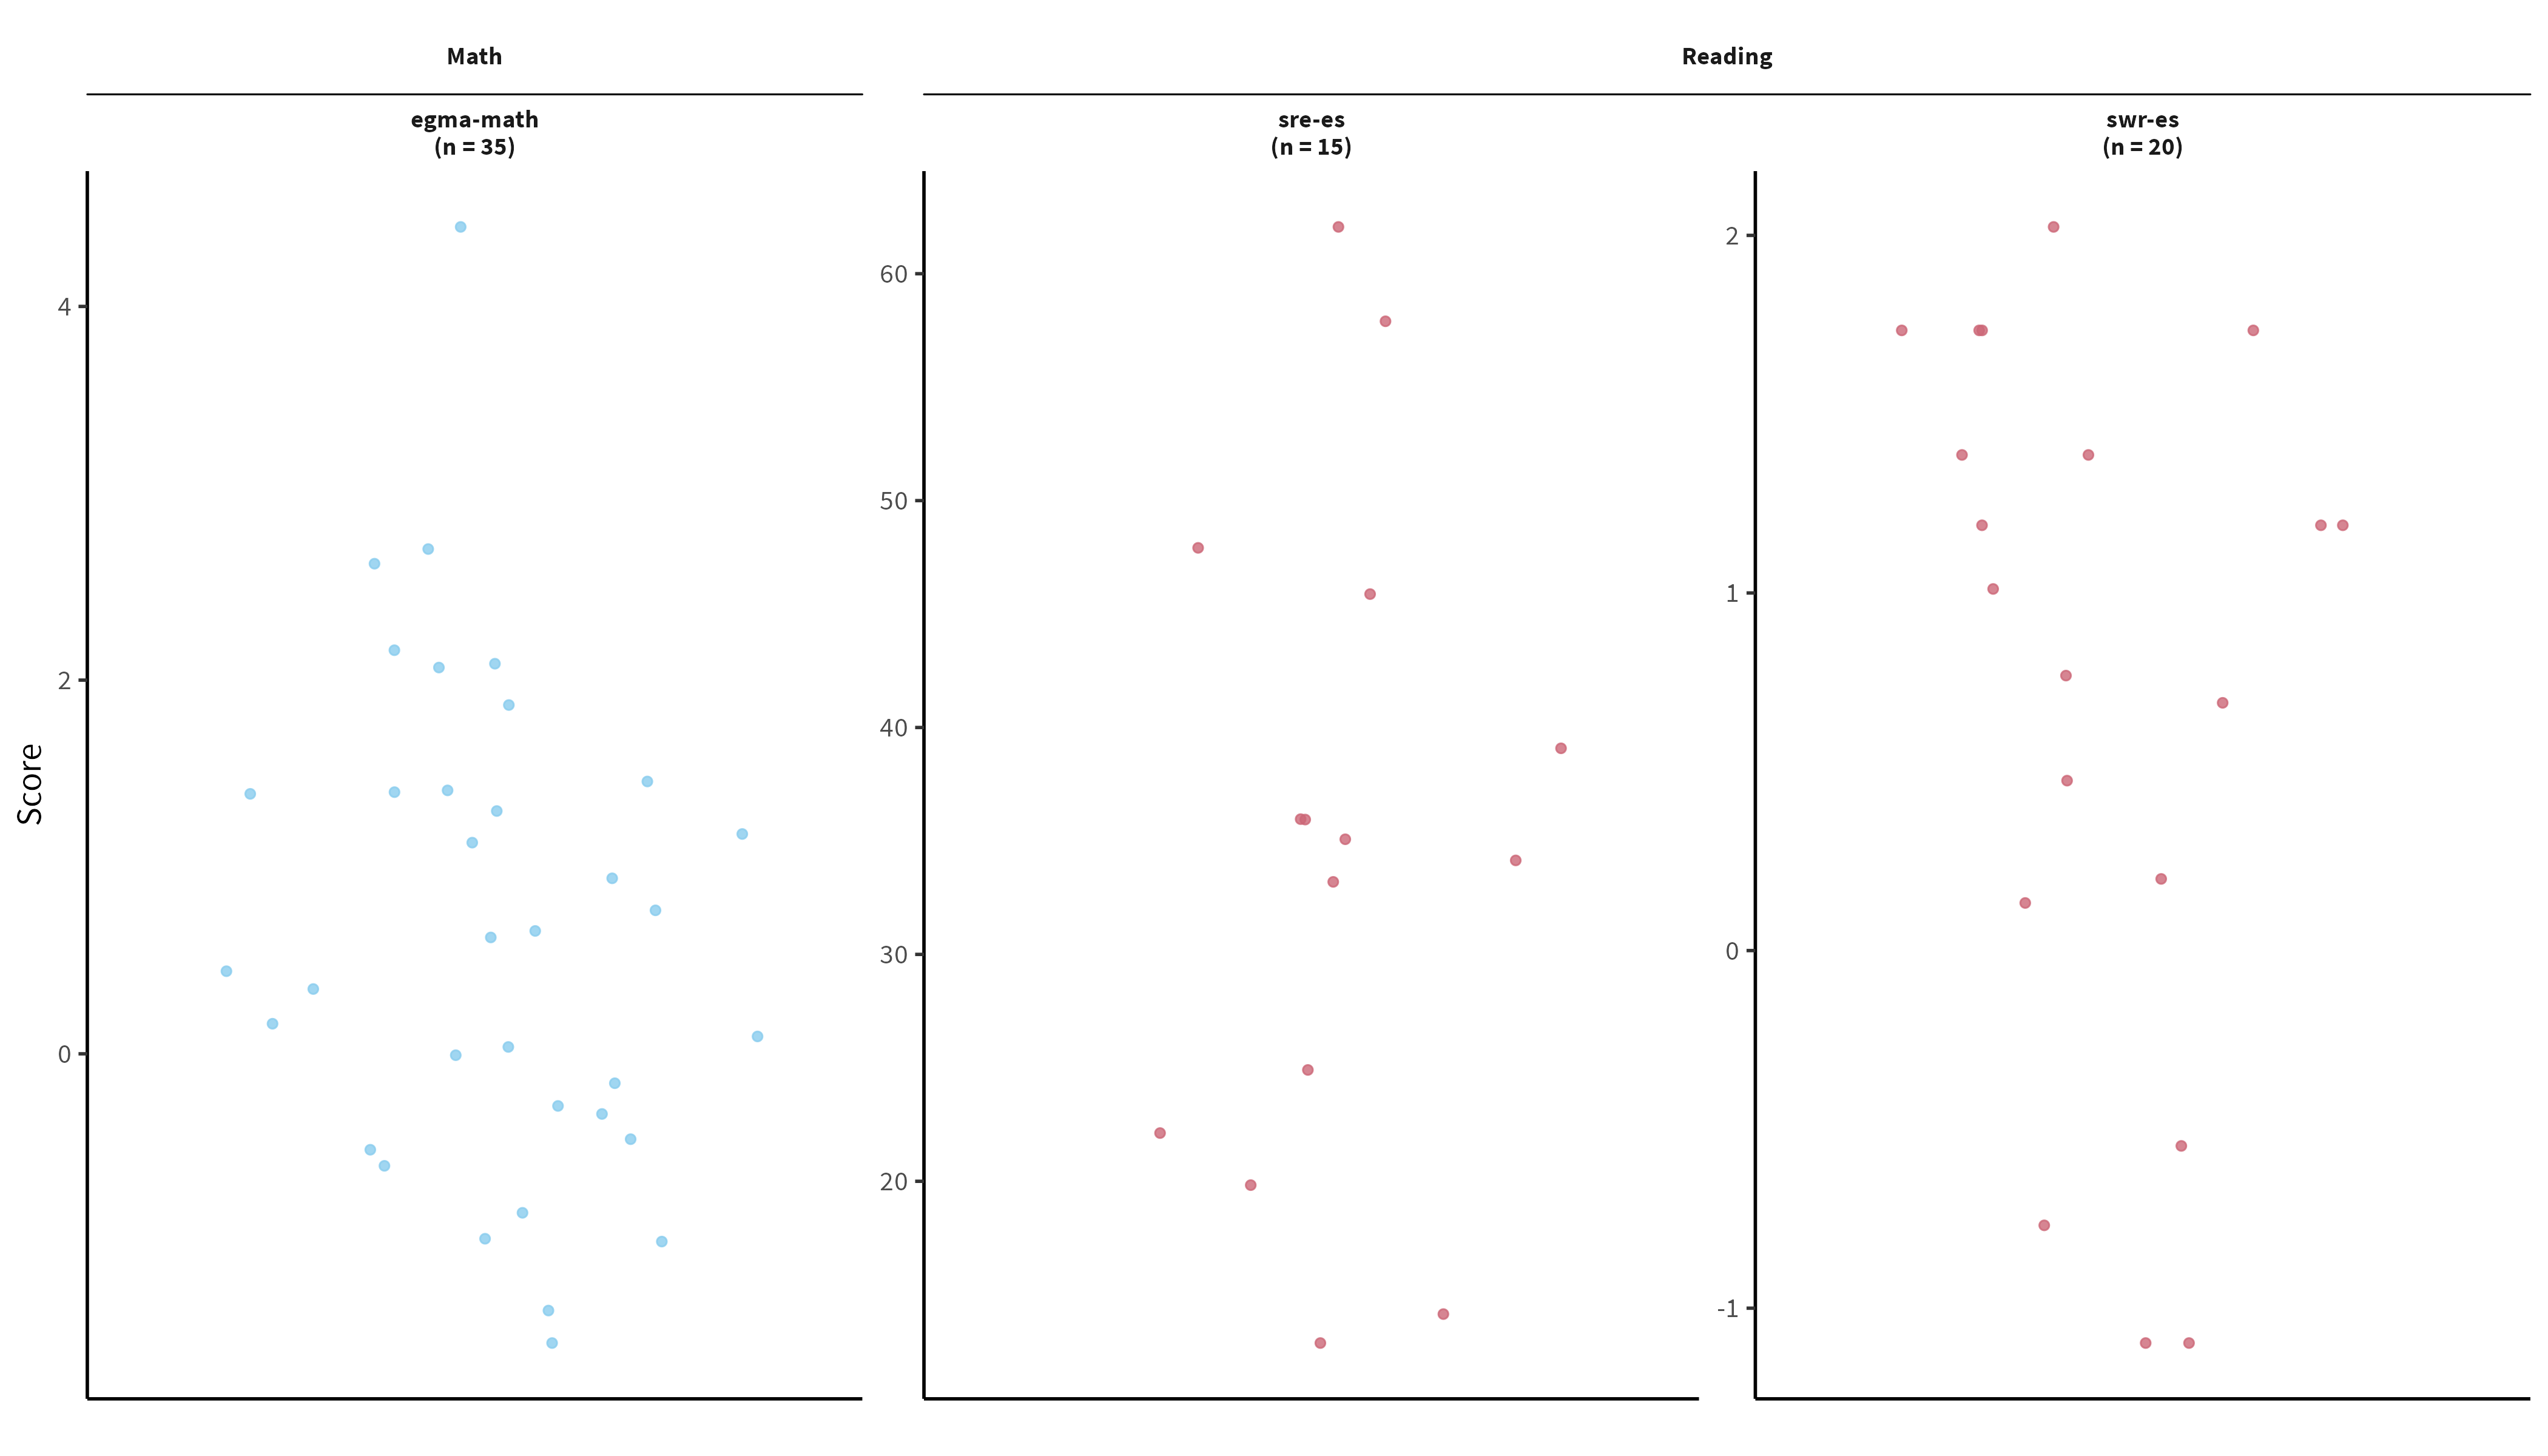 Math
Reading
egma-math
(n = 35)
sre-es
(n = 15)
swr-es
(n = 20)
Score
4
2
0
60
50
40
30
20
2
1
0
-1